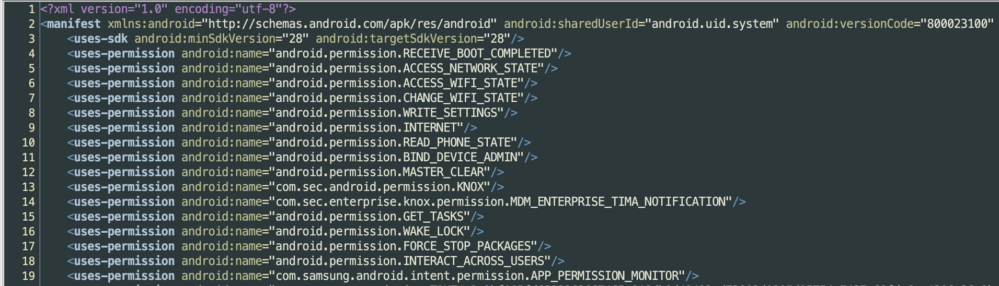 1 <?xml version="1.0" encoding="utf-8"?>
2 <manifest xmlns:android="http://schemas.android.com/apk/res/android" android:sharedUserId="android.uid.system" android:versionCode="800023100"
3 <uses-sdk android:minSdkVersion="28" android:targetSdkVersion="28"/>
4 <uses-permission android:name="android.permission.RECEIVE_BOOT_COMPLETED"/>
5 <uses-permission android:name="android.permission.ACCESS_NETWORK_STATE"/>
6 <uses-permission android:name="android.permission.ACCESS_WIFI_STATE"/>
7 <uses-permission android:name="android.permission.CHANGE_WIFI_STATE"/>
8 <uses-permission android:name="android.permission.WRITE_SETTINGS"/>
9 <uses-permission android:name="android.permission.INTERNET"/>
10 <uses-permission android:name="android.permission.READ_PHONE_STATE"/>
11 <uses-permission android:name="android.permission.BIND_DEVICE_ADMIN"/>
12 <uses-permission android:name="android.permission.MASTER_CLEAR"/>
13 <uses-permission android:name="com.sec.android.permission.KNOX"/>
14 <uses-permission android:name="com.sec.enterprise.knox.permission.MDM_ENTERPRISE_TIMA_NOTIFICATION"/>
15 <uses-permission android:name="android.permission.GET_TASKS"/>
16 <uses-permission android:name="android.permission.WAKE_LOCK"/>
17 <uses-permission android:name="android.permission.FORCE_STOP_PACKAGES"/>
18 <uses-permission android:name="android.permission.INTERACT_ACROSS_USERS"/>
19 <uses-permission android:name="com.samsung.android.intent.permission.APP_PERMISSION_MONITOR"/>